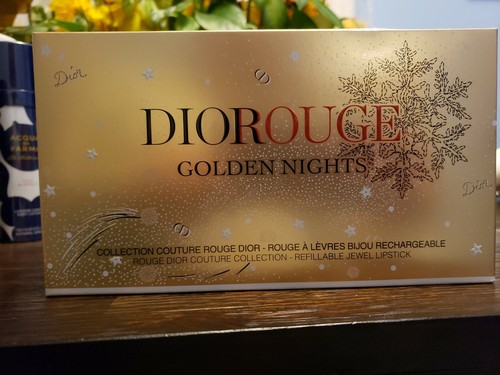 Dior
DIORROUGE
GOLDEN NIGHTS
Dior
COLLECTION COUTURE ROUGE DIOR - ROUGE À LÈVRES BIJOU RECHARGEABLE
ROUGE DIOR COUTURE COLLECTION - REFILLABLE JEWEL LIPSTICK
ACQUA